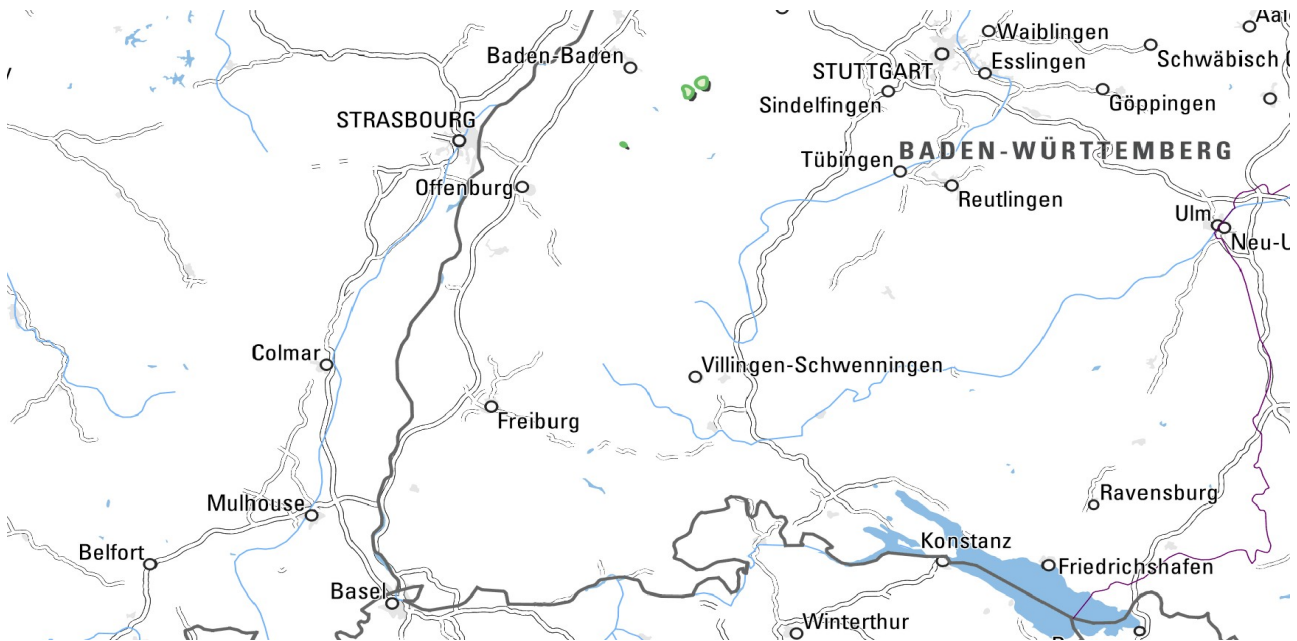 Waiblingen
Baden-Baden
Esslingen
Schwäbisch
STUTTGART
Sindelfingen
Göppingen
STRASBOURG
BADEN-WÜRTTEMBERG
Tübingen
Offenburg
Reutlingen
Ulm
Neu-U
Colmar
Villingen-Schwenningen
Freiburg
Ravensburg
Mulhouse
Konstanz
Belfort
Friedrichshafen
Basel
Winterthur